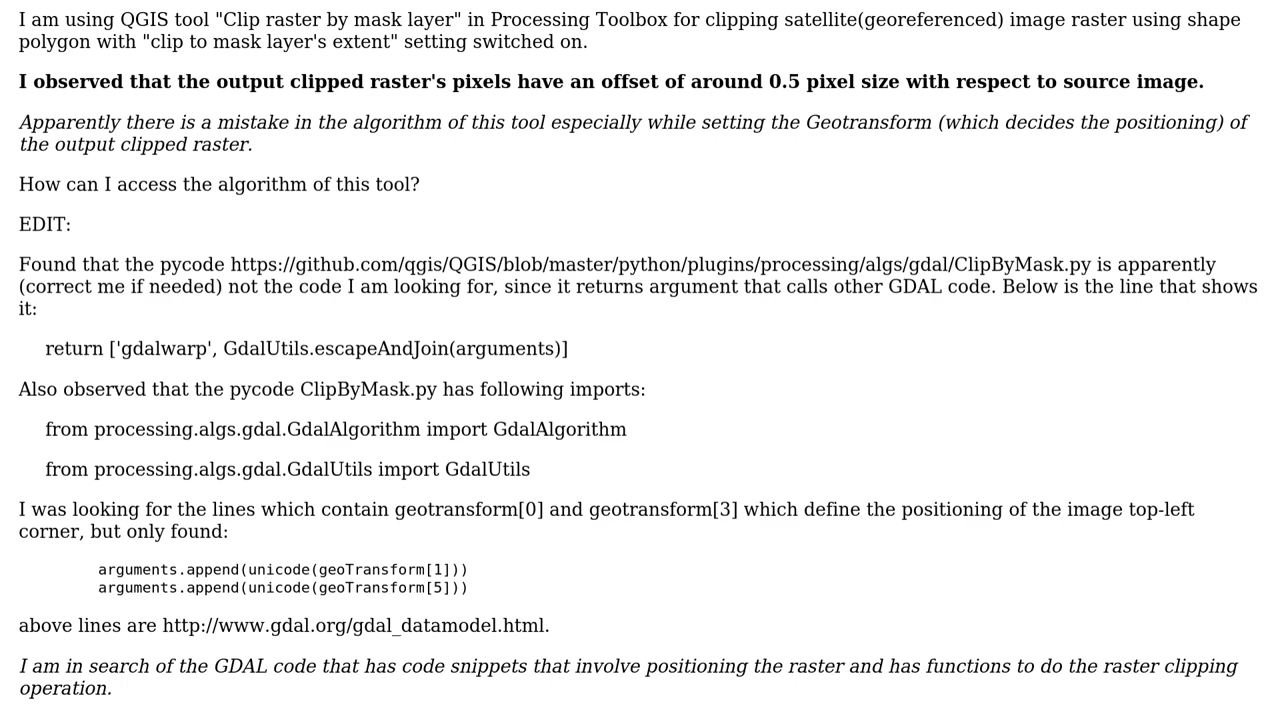 I am using QGIS tool "Clip raster by mask layer" in Processing Toolbox for clipping satellite(georeferenced) image raster using shape
polygon with "clip to mask layer's extent" setting switched on.
I observed that the output clipped raster's pixels have an offset of around 0.5 pixel size with respect to source image.
Apparently there is a mistake in the algorithm of this tool especially while setting the Geotransform (which decides the positioning) of
the output clipped raster.
How can I access the algorithm of this tool?
EDIT:
Found that the pycode https://github.com/qgis/QGIS/blob/master/python/plugins/processing/algs/gdal/ClipByMask.py is apparently
(correct me if needed) not the code I am looking for, since it returns argument that calls other GDAL code. Below is the line that shows
it:
return ['gdalwarp', GdalUtils.escapeAndJoin(arguments)]
Also observed that the pycode ClipByMask.py has following imports:
from processing.algs.gdal.GdalAlgorithm import GdalAlgorithm
from processing.algs.gdal.GdalUtils import GdalUtils
I was looking for the lines which contain geotransform[0] and geotransform[3] which define the positioning of the image top-left
corner, but only found:
arguments.append(unicode(geoTransform[1]))
arguments.append(unicode(geoTransform[5]))
above lines are http://www.gdal.org/gdal_datamodel.html.
I am in search of the GDAL code that has code snippets that involve positioning the raster and has functions to do the raster clipping
operation.